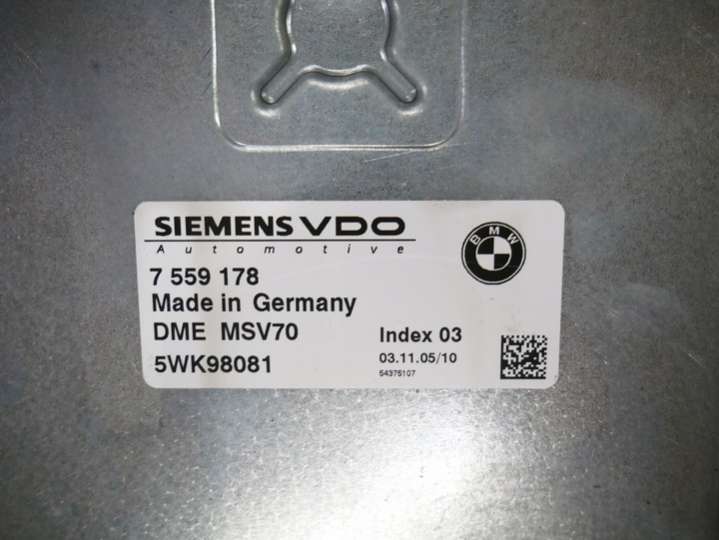 SIEMENS VDO
Automotive
BMW
7 559 178
Made in Germany
DME MSV70 Index 03
5WK98081 03.11.05/10
54375107